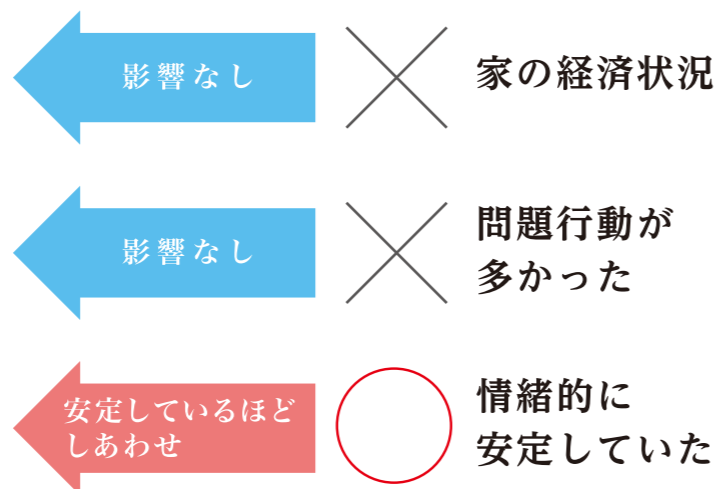 影響なし
家の経済状況
影響なし
問題行動が
多かった
安定しているほど
しあわせ
情緒的に
安定していた